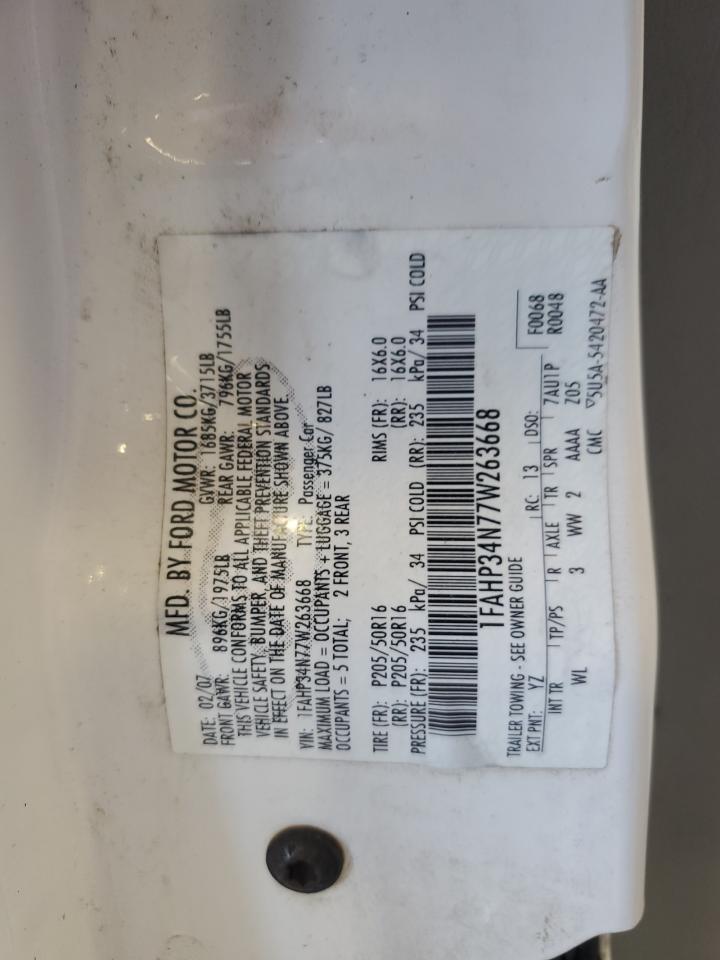 MFD. BY FORD MOTOR CO.
DATE: 02/07 GVWR: 1685KG/3715LB
FRONT GAWR: 896KG/1975LB REAR GAWR: 796KG/1755LB
THIS VEHICLE CONFORMS TO ALL APPLICABLE FEDERAL MOTOR
VEHICLE SAFETY, BUMPER, AND THEFT PREVENTION STANDARDS
IN EFFECT ON THE DATE OF MANUFACTURE SHOWN ABOVE.
VIN: 1FAHP34N77W263668 TYPE: Passenger Car
MAXIMUM LOAD = OCCUPANTS + LUGGAGE = 375KG/ 827LB
OCCUPANTS = 5 TOTAL; 2 FRONT, 3 REAR
TIRE (FR): P205/50R16 RIMS (FR): 16X6.0
(RR): P205/50R16 (RR): 16X6.0
PRESSURE (FR): 235 kPa/ 34 PSI COLD (RR): 235 kPa/ 34 PSI COLD
1FAHP34N77W263668
TRAILER TOWING - SEE OWNER GUIDE F0068
EXT PNT: YZ RC: 13 DSO: R0048
INT TR TP/PS R AXLE TR SPR 7AU1P
WL 3 WW 2 AAAA Z05
CMC ▽5U5A-5420472-AA